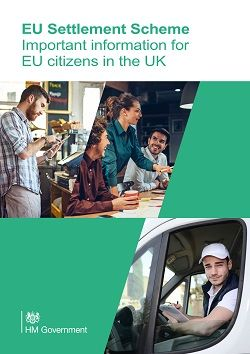 EU Settlement Scheme
Important information for
EU citizens in the UK
HM Government